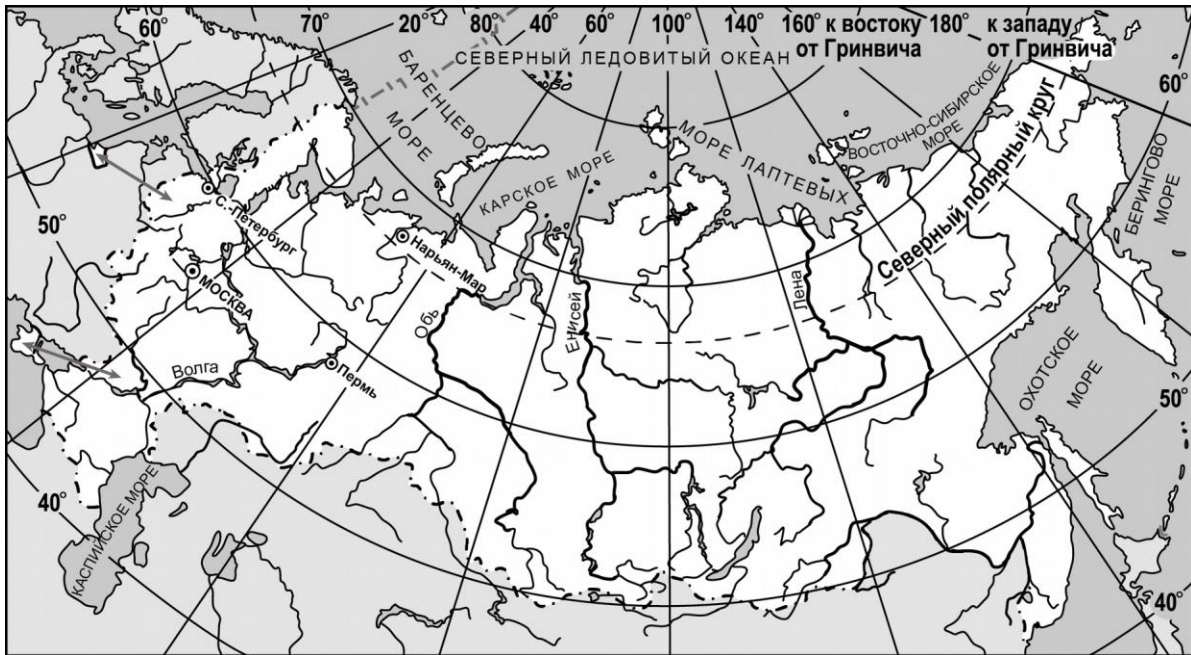 60° 70° 20° 30° 40° 60° 100° 140° 160° к востоку 180° к западу
от Гринвича от Гринвича
СЕВЕРНЫЙ ЛЕДОВИТЫЙ ОКЕАН
БАРЕНЦЕВО
МОРЕ
КАРСКОЕ МОРЕ
МОРЕ ЛАПТЕВЫХ
ВОСТОЧНО-СИБИРСКОЕ
МОРЕ
60°
БЕРИНГОВО
МОРЕ
Северный полярный круг
50°
С.-Петербург
Нарьян-Мар
МОСКВА
Обь
Енисей
Лена
Волга
Пермь
ОХОТСКОЕ
МОРЕ
50°
40°
КАСПИЙСКОЕ МОРЕ
40°